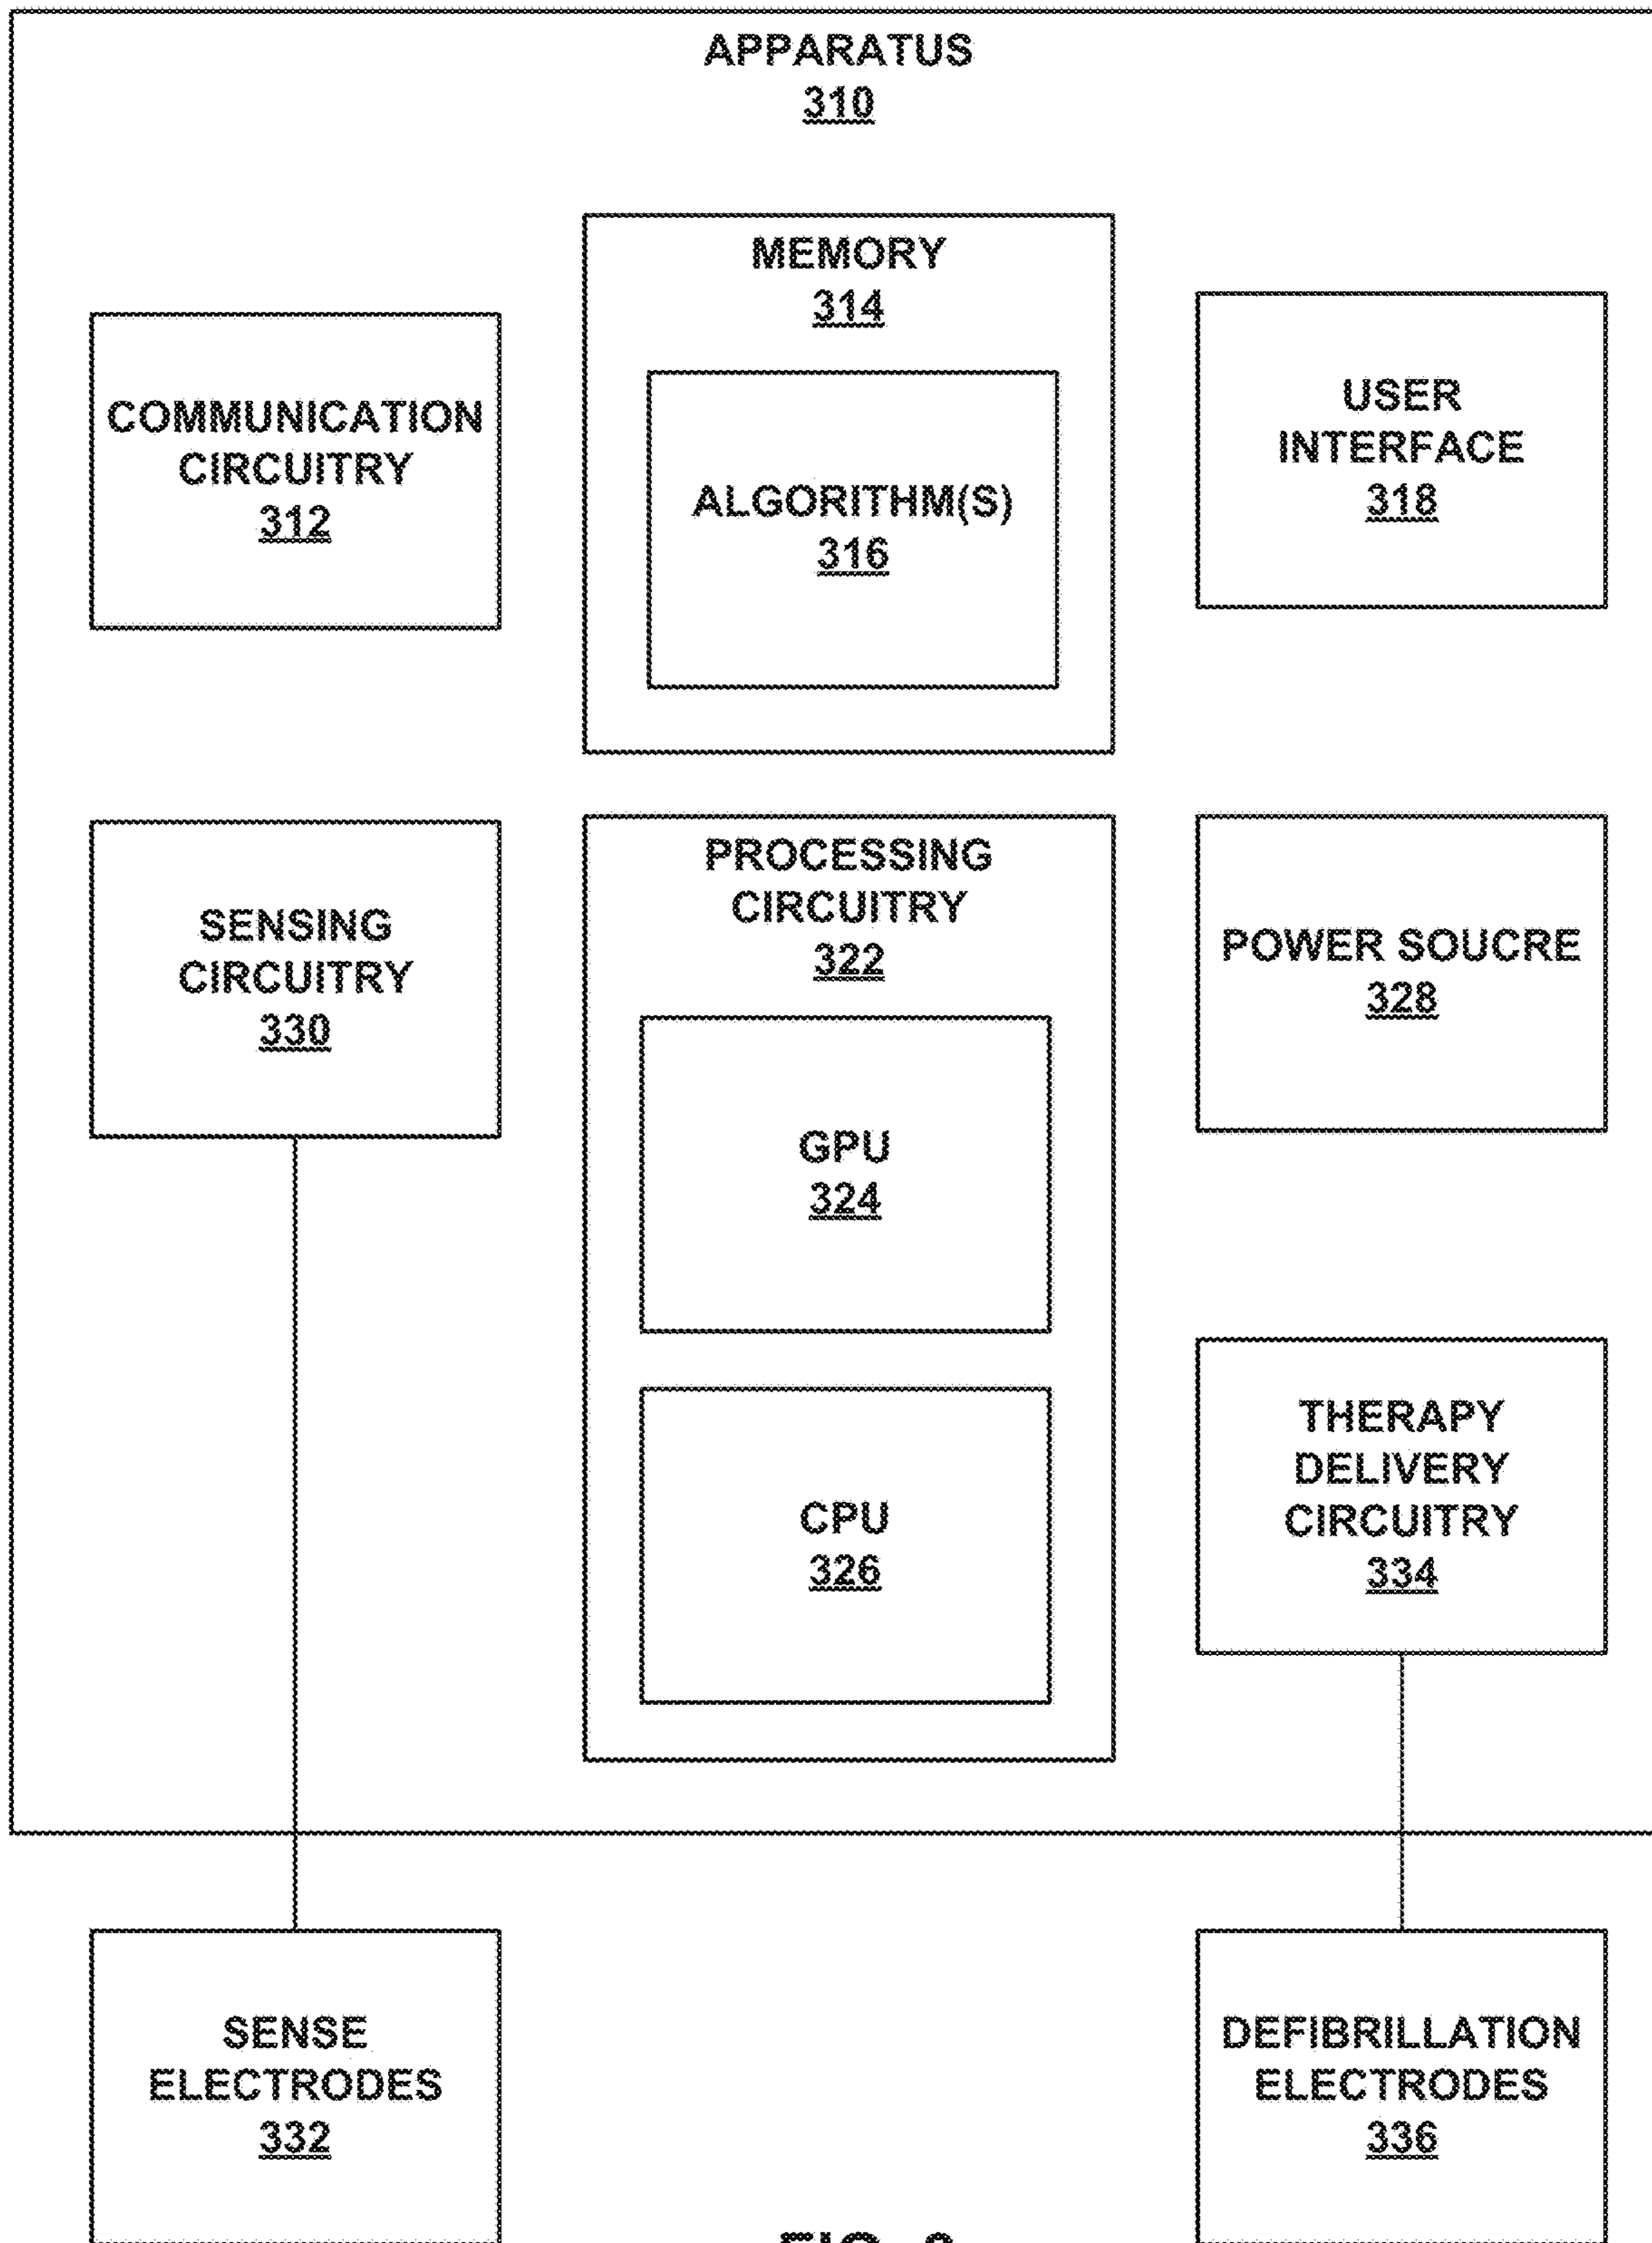 APPARATUS
310
MEMORY
314
ALGORITHM(S)
316
COMMUNICATION
CIRCUITRY
312
USER
INTERFACE
318
SENSING
CIRCUITRY
330
PROCESSING
CIRCUITRY
322
GPU
324
CPU
326
POWER SOUCRE
328
THERAPY
DELIVERY
CIRCUITRY
334
SENSE
ELECTRODES
332
DEFIBRILLATION
ELECTRODES
336
FIG.